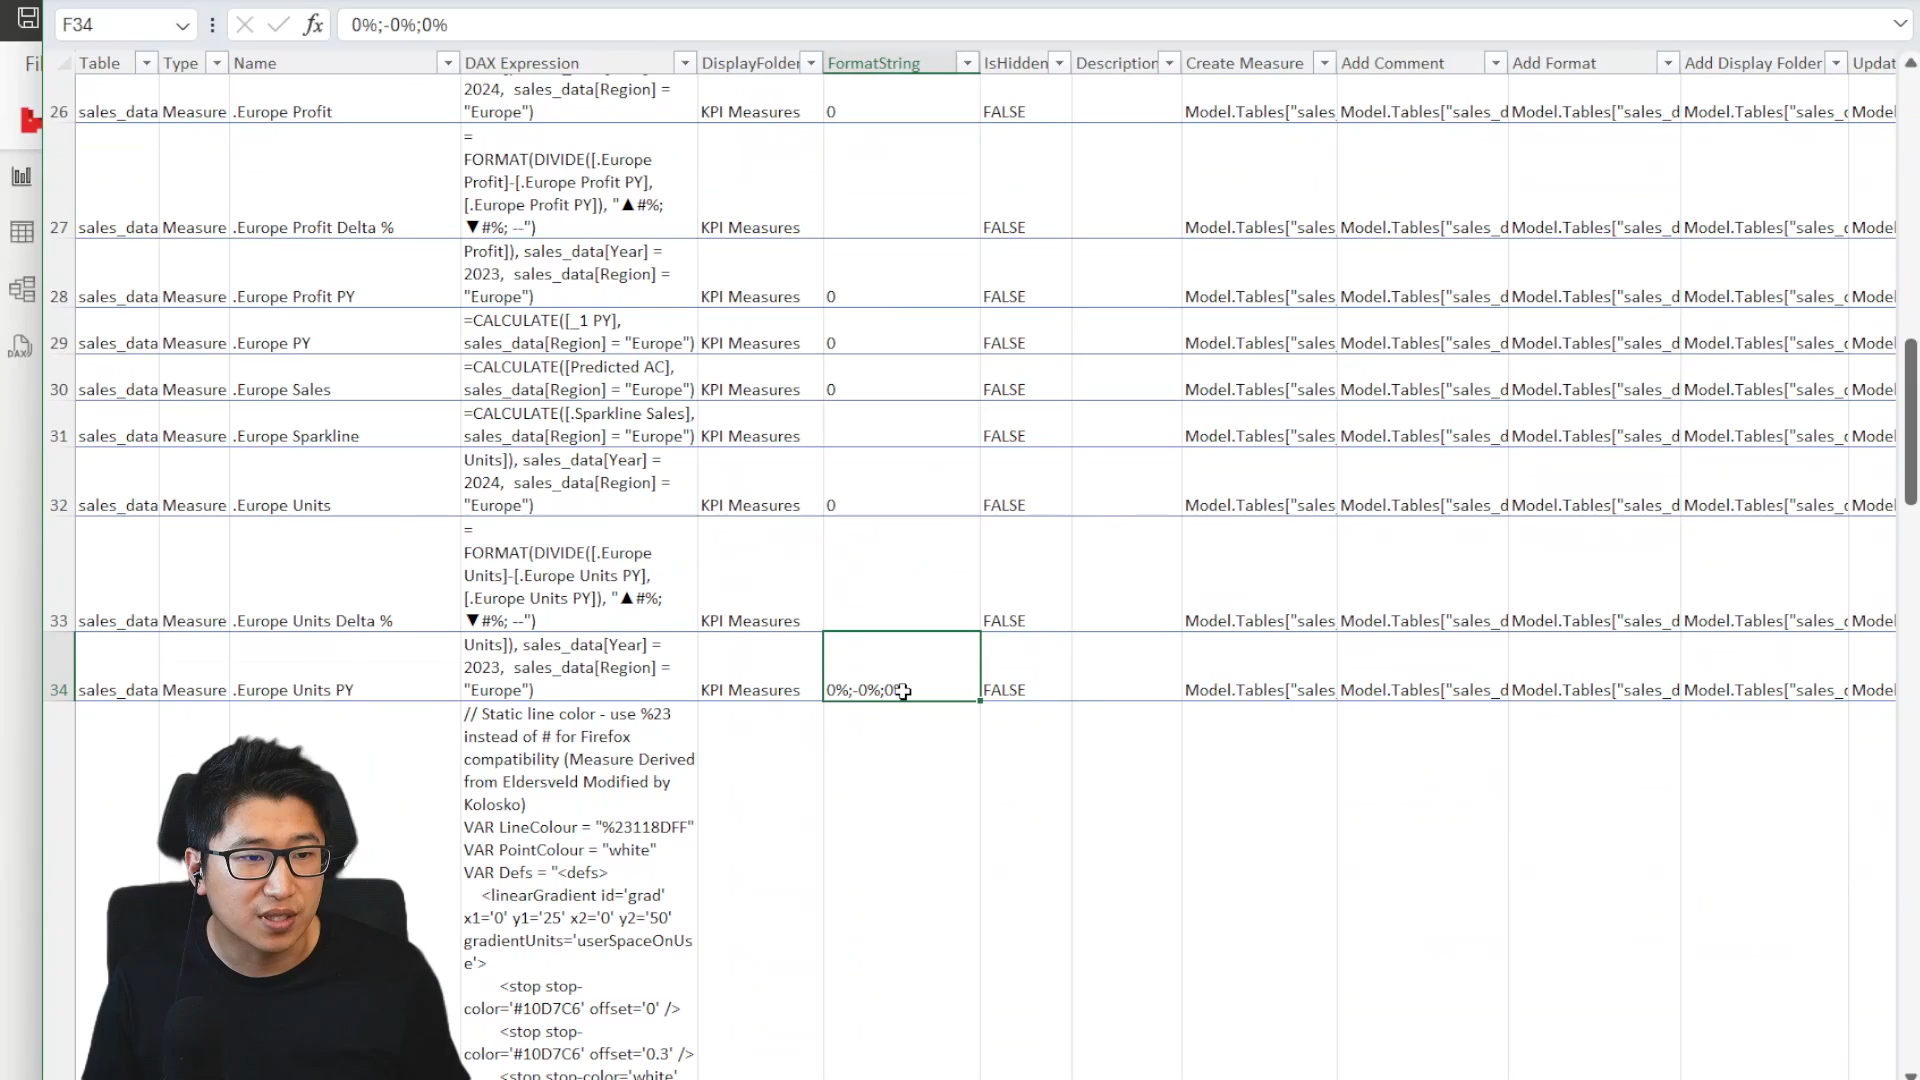 F34
fx
0%;-0%;0%
Fil
Table
Type
Name
DAX Expression
DisplayFolder
FormatString
IsHidden
Description
Create Measure
Add Comment
Add Format
Add Display Folder
Updat
2024,  sales_data[Region] =
26 sales_data Measure .Europe Profit "Europe") KPI Measures 0 FALSE Model.Tables["sales_ Model.Tables["sales_d Model.Tables["sales_d Model.Tables["sales_d Model
=
FORMAT(DIVIDE([.Europe
Profit]-[.Europe Profit PY],
[.Europe Profit PY]), "▲#%;
27 sales_data Measure .Europe Profit Delta % ▼#%; --") KPI Measures FALSE Model.Tables["sales_ Model.Tables["sales_d Model.Tables["sales_d Model.Tables["sales_d Model
Profit]), sales_data[Year] =
2023,  sales_data[Region] =
28 sales_data Measure .Europe Profit PY "Europe") KPI Measures 0 FALSE Model.Tables["sales_ Model.Tables["sales_d Model.Tables["sales_d Model.Tables["sales_d Model
=CALCULATE([_1 PY],
29 sales_data Measure .Europe PY sales_data[Region] = "Europe") KPI Measures 0 FALSE Model.Tables["sales_ Model.Tables["sales_d Model.Tables["sales_d Model.Tables["sales_d Model
=CALCULATE([Predicted AC],
30 sales_data Measure .Europe Sales sales_data[Region] = "Europe") KPI Measures 0 FALSE Model.Tables["sales_ Model.Tables["sales_d Model.Tables["sales_d Model.Tables["sales_d Model
=CALCULATE([.Sparkline Sales],
31 sales_data Measure .Europe Sparkline sales_data[Region] = "Europe") KPI Measures FALSE Model.Tables["sales_ Model.Tables["sales_d Model.Tables["sales_d Model.Tables["sales_d Model
Units]), sales_data[Year] =
2024,  sales_data[Region] =
32 sales_data Measure .Europe Units "Europe") KPI Measures 0 FALSE Model.Tables["sales_ Model.Tables["sales_d Model.Tables["sales_d Model.Tables["sales_d Model
=
FORMAT(DIVIDE([.Europe
Units]-[.Europe Units PY],
[.Europe Units PY]), "▲#%;
33 sales_data Measure .Europe Units Delta % ▼#%; --") KPI Measures FALSE Model.Tables["sales_ Model.Tables["sales_d Model.Tables["sales_d Model.Tables["sales_d Model
Units]), sales_data[Year] =
2023,  sales_data[Region] =
34 sales_data Measure .Europe Units PY "Europe") KPI Measures 0%;-0%;0% FALSE Model.Tables["sales_ Model.Tables["sales_d Model.Tables["sales_d Model.Tables["sales_d Model
// Static line color - use %23
instead of # for Firefox
compatibility (Measure Derived
from Eldersveld Modified by
Kolosko)
VAR LineColour = "%23118DFF"
VAR PointColour = "white"
VAR Defs = "<defs>
<linearGradient id='grad'
x1='0' y1='25' x2='0' y2='50'
gradientUnits='userSpaceOnUs
e'>
<stop stop-
color='#10D7C6' offset='0' />
<stop stop-
color='#10D7C6' offset='0.3' />
<stop stop-color='white'
DAX